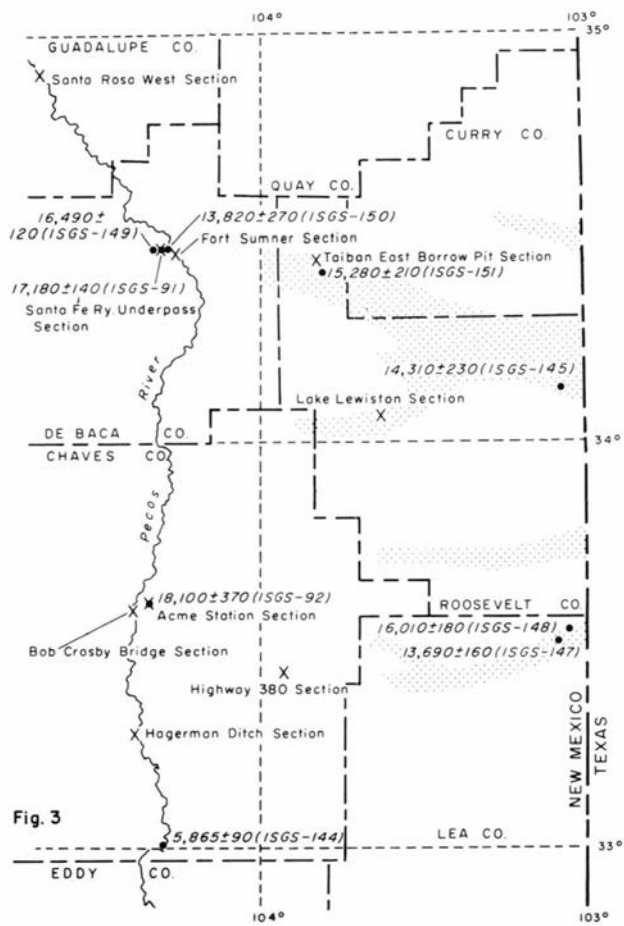 104°
103°
35°
GUADALUPE CO.
Santa Rosa West Section
CURRY CO.
QUAY CO.
16,490±
120(ISGS-149)
13,820±270(ISGS-150)
Fort Sumner Section
Taiban East Borrow Pit Section
15,280±210(ISGS-151)
17,180±140(ISGS-91)
Santa Fe Ry. Underpass
Section
14,310±230(ISGS-145)
River
Lake Lewiston Section
DE BACA CO.
CHAVES CO.
34°
Pecos
18,100±370(ISGS-92)
Acme Station Section
ROOSEVELT CO.
16,010±180(ISGS-148)
Bob Crosby Bridge Section
13,690±160(ISGS-147)
Highway 380 Section
Hagerman Ditch Section
NEW MEXICO
TEXAS
Fig. 3
5,865±90(ISGS-144)
LEA CO.
33°
EDDY CO.
104°
103°